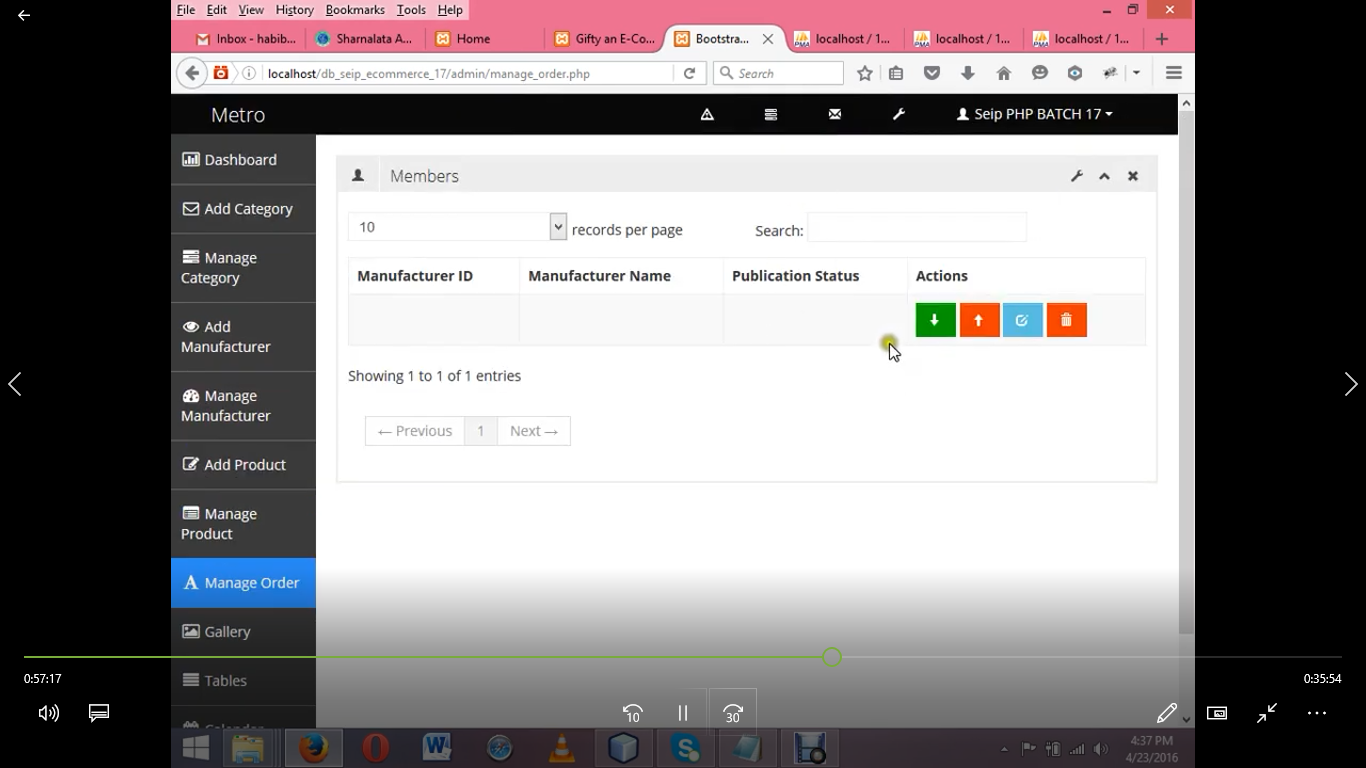 File Edit View History Bookmarks Tools Help
Inbox - habib... Sharnalata A... Home Gifty an E-Co... Bootstra... localhost / 1... localhost / 1... localhost / 1...
localhost/db_seip_ecommerce_17/admin/manage_order.php Search
Metro Seip PHP BATCH 17
Dashboard
Add Category
Manage
Category
Add
Manufacturer
Manage
Manufacturer
Add Product
Manage
Product
Manage Order
Gallery
Tables
Calendar
Members
10 records per page Search:
Manufacturer ID Manufacturer Name Publication Status Actions
Showing 1 to 1 of 1 entries
← Previous 1 Next →
0:57:17 0:35:54
10 30
4:37 PM
4/23/2016